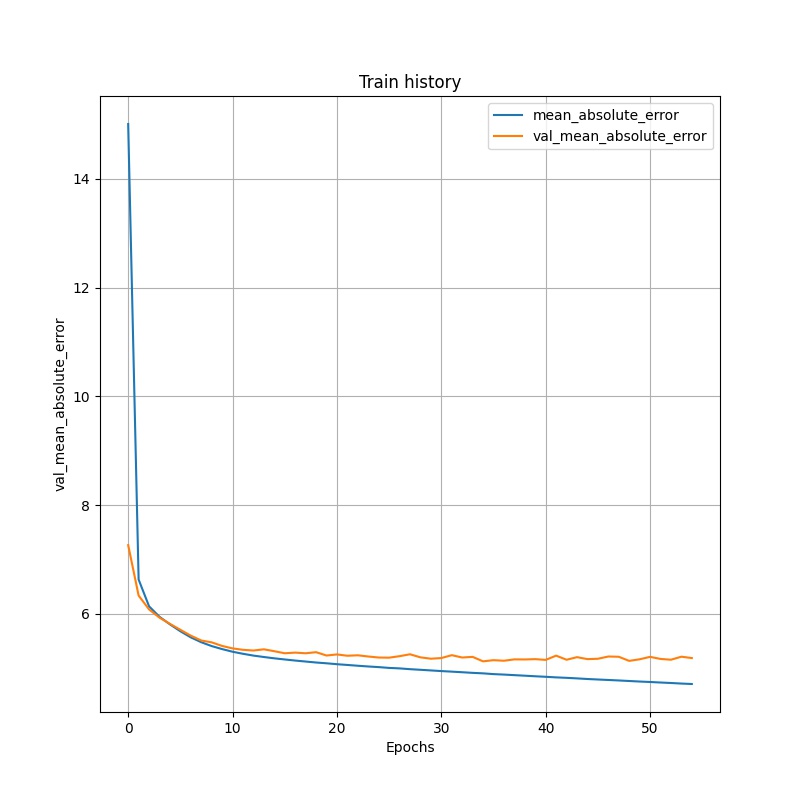 Train history
mean_absolute_error
val_mean_absolute_error
val_mean_absolute_error
14
12
10
8
6
0 10 20 30 40 50
Epochs